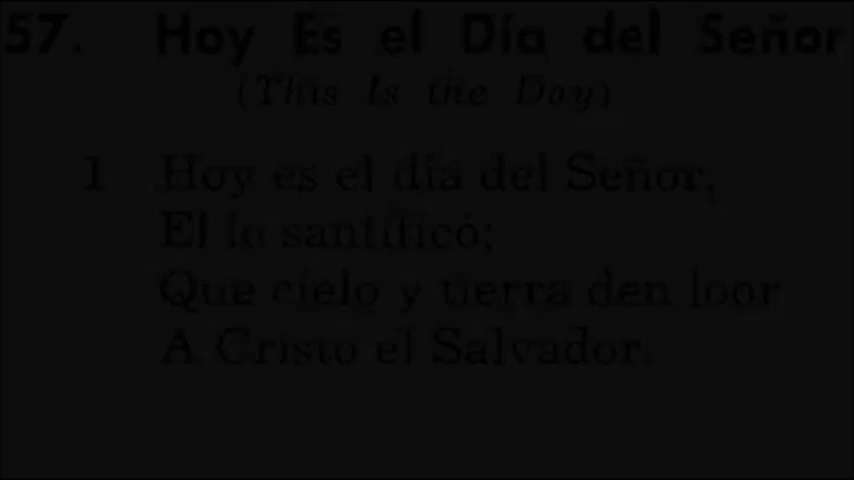 57. Hoy Es el Día del Señor
(This Is the Day)
1 Hoy es el día del Señor,
El lo santificó;
Que cielo y tierra den loor
A Cristo el Salvador.